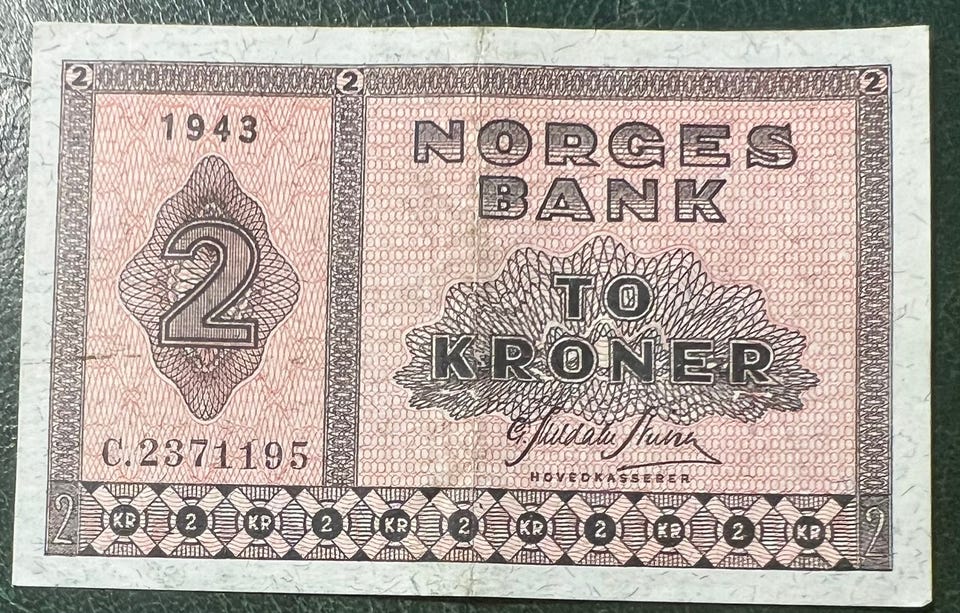 2 2 2
1943
NORGES
BANK
2
TO
KRONER
C.2371195
HOVEDKASSERER
2 KR 2 KR 2 KR 2 KR 2 KR 2 KR 2